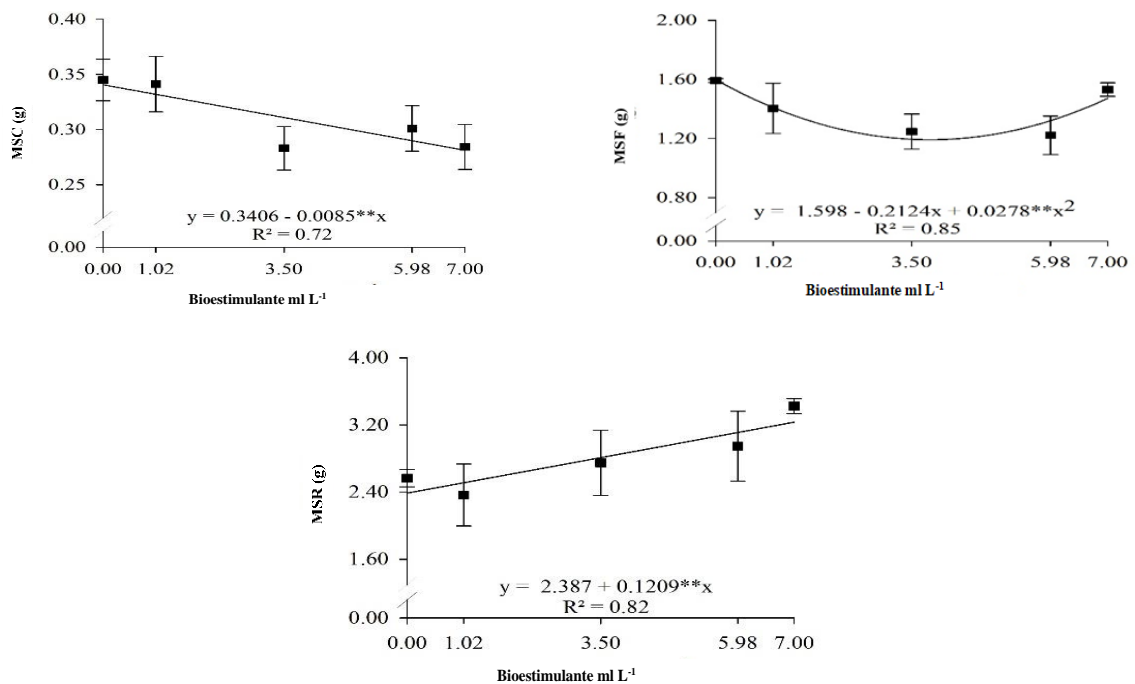 0.40
0.35
0.30
0.25
0.00
MSC (g)
y = 0.3406 - 0.0085**x
R² = 0.72
0.00 1.02 3.50 5.98 7.00
Bioestimulante ml L-1
2.00
1.60
1.20
0.80
0.00
MSF (g)
y = 1.598 - 0.2124x + 0.0278**x2
R² = 0.85
0.00 1.02 3.50 5.98 7.00
Bioestimulante ml L-1
4.00
3.20
2.40
1.60
0.00
MSR (g)
y = 2.387 + 0.1209**x
R² = 0.82
0.00 1.02 3.50 5.98 7.00
Bioestimulante ml L-1